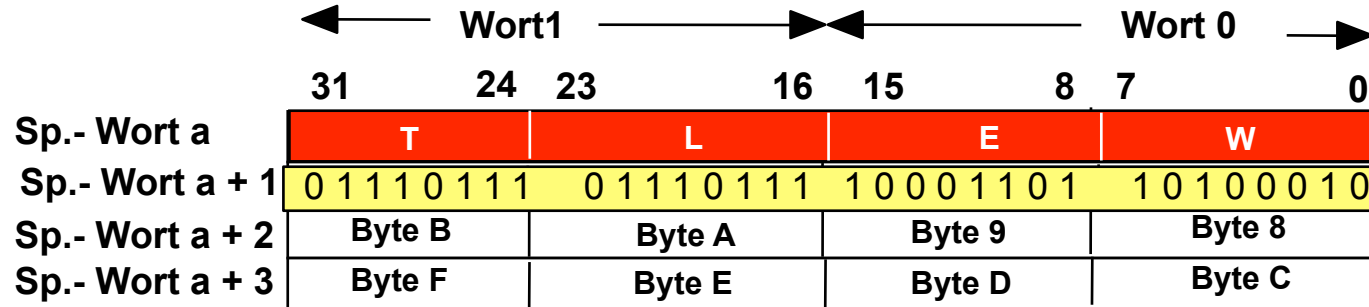 Wort1 Wort 0
31 24 23 16 15 8 7 0
Sp.- Wort a T L E W
Sp.- Wort a + 1 0 1 1 1 0 1 1 1 0 1 1 1 0 1 1 1 1 0 0 0 1 1 0 1 1 0 1 0 0 0 1 0
Sp.- Wort a + 2 Byte B Byte A Byte 9 Byte 8
Sp.- Wort a + 3 Byte F Byte E Byte D Byte C